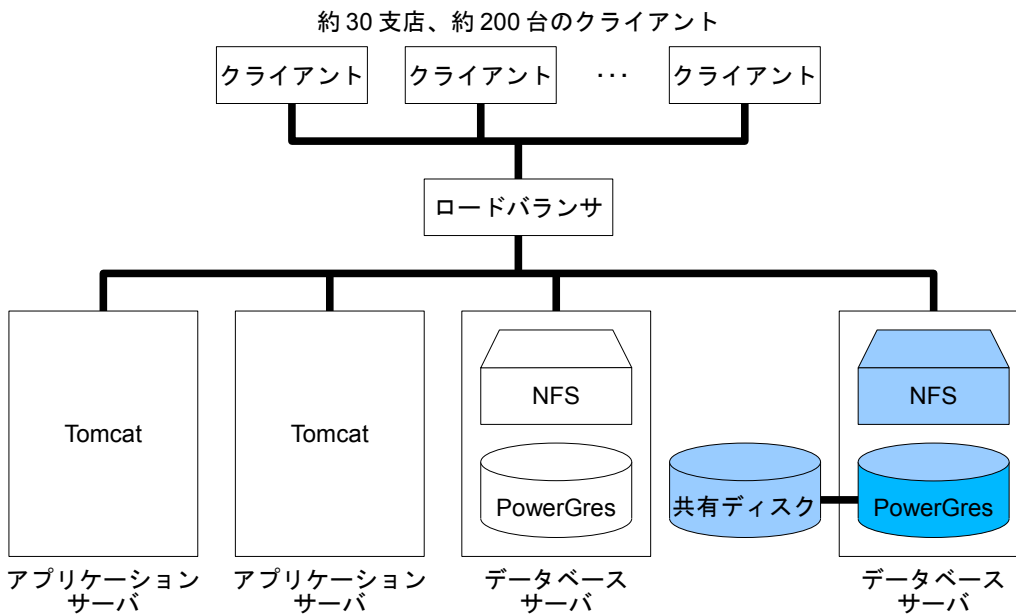 約 30 支店、約 200 台のクライアント
クライアント
クライアント
・・・
クライアント
ロードバランサ
Tomcat
Tomcat
NFS
PowerGres
共有ディスク
NFS
PowerGres
アプリケーション
サーバ
アプリケーション
サーバ
データベース
サーバ
データベース
サーバ